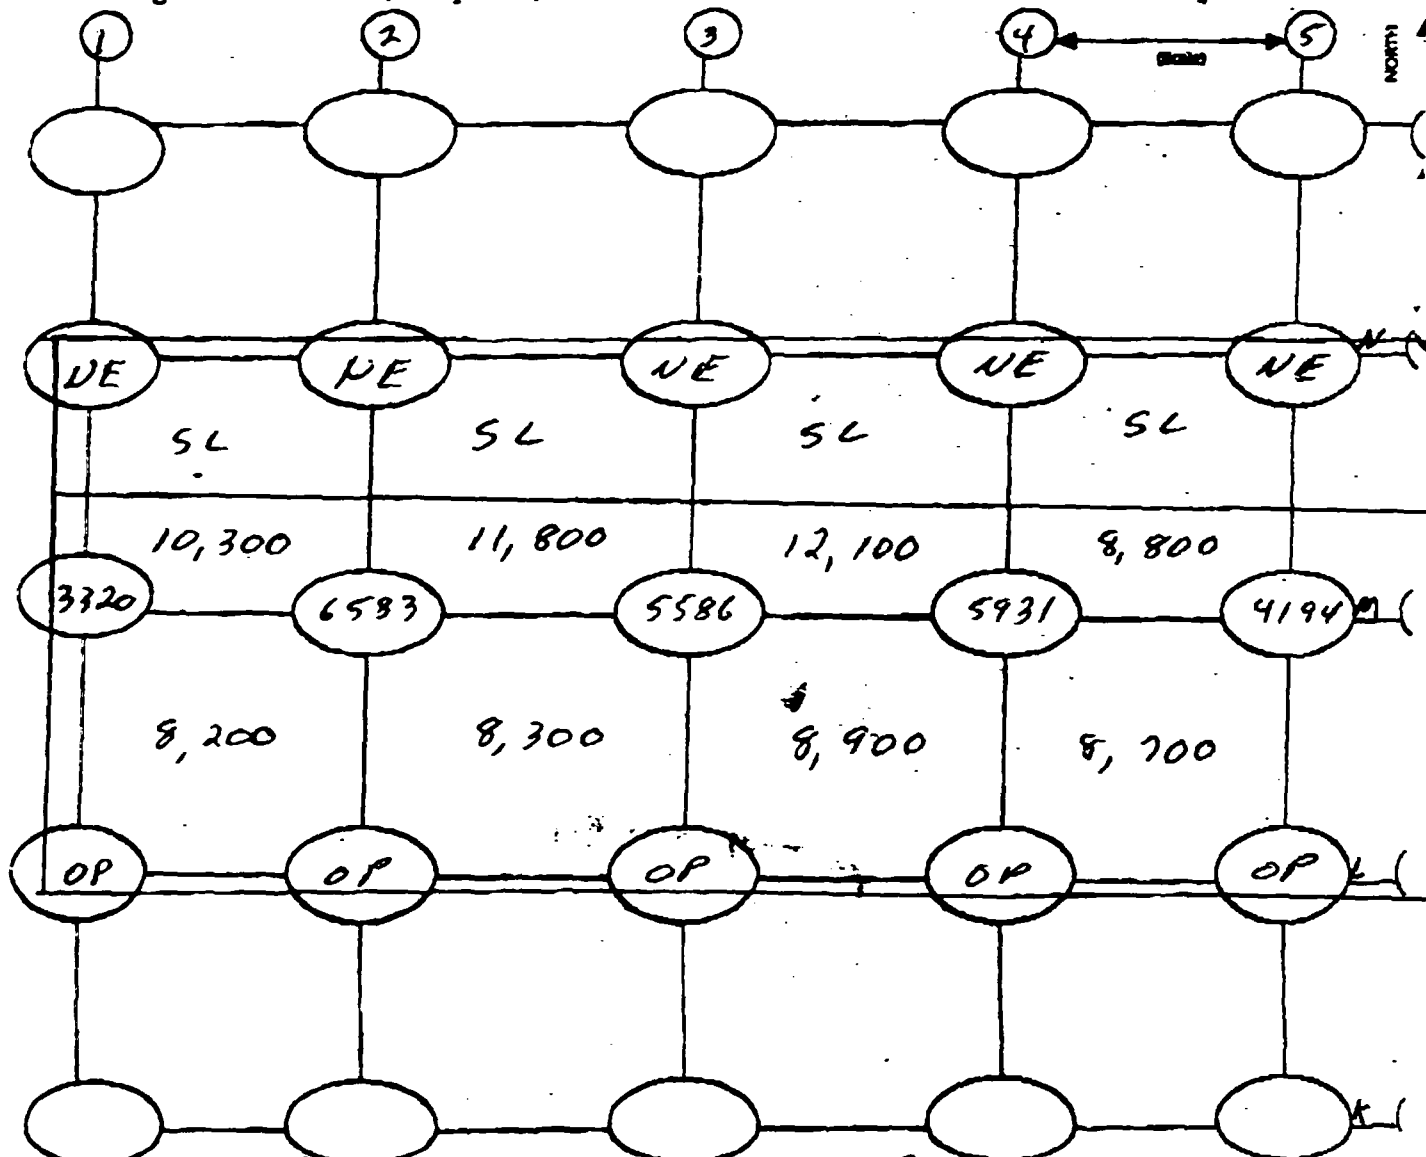 1 2 3 4 5
(Scale)
NORTH
NE NE NE NE NE N
SL SL SL SL
10,300 11,800 12,100 8,800
3320 6583 5586 5931 4194 M
8,200 8,300 8,900 8,700
OP OP OP OP OP L
K